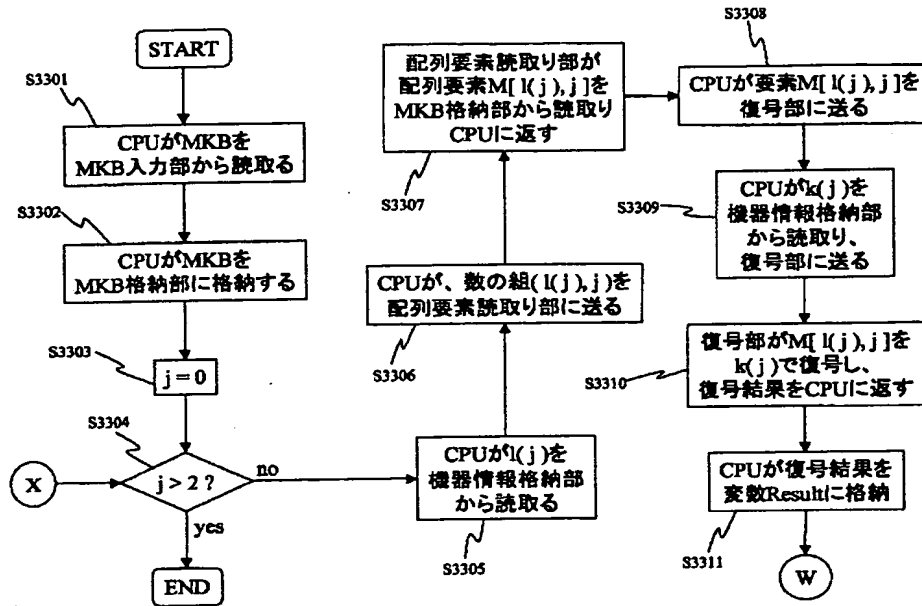 START
S3301
CPUがMKBを
MKB入力部から読取る
S3302
CPUがMKBを
MKB格納部に格納する
S3303
j = 0
S3304
X
j > 2 ?
no
yes
END
CPUがl( j )を
機器情報格納部
から読取る
S3305
CPUが、数の組( l( j ), j )を
配列要素読取り部に送る
S3306
配列要素読取り部が
配列要素M[ l( j ), j ]を
MKB格納部から読取り
CPUに返す
S3307
S3308
CPUが要素M[ l( j ), j ]を
復号部に送る
S3309
CPUがk( j )を
機器情報格納部
から読取り、
復号部に送る
S3310
復号部がM[ l( j ), j ]を
k( j )で復号し、
復号結果をCPUに返す
CPUが復号結果を
変数Resultに格納
S3311
W